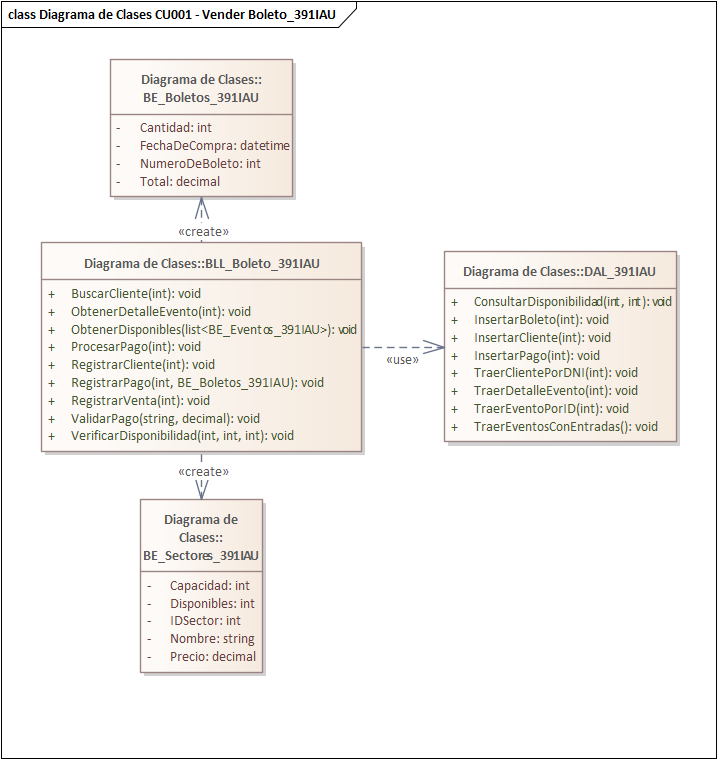 class Diagrama de Clases CU001 - Vender Boleto_391IAU
Diagrama de Clases::
BE_Boletos_391IAU
- Cantidad: int
- FechaDeCompra: datetime
- NumeroDeBoleto: int
- Total: decimal
«create»
Diagrama de Clases::BLL_Boleto_391IAU
+ BuscarCliente(int): void
+ ObtenerDetalleEvento(int): void
+ ObtenerDisponibles(list<BE_Eventos_391IAU>): void
+ ProcesarPago(int): void
+ RegistrarCliente(int): void
+ RegistrarPago(int, BE_Boletos_391IAU): void
+ RegistrarVenta(int): void
+ ValidarPago(string, decimal): void
+ VerificarDisponibilidad(int, int, int): void
«use»
Diagrama de Clases::DAL_391IAU
+ ConsultarDisponibilidad(int, int): void
+ InsertarBoleto(int): void
+ InsertarCliente(int): void
+ InsertarPago(int): void
+ TraerClientePorDNI(int): void
+ TraerDetalleEvento(int): void
+ TraerEventoPorID(int): void
+ TraerEventosConEntradas(): void
«create»
Diagrama de
Clases::
BE_Sectores_391IAU
- Capacidad: int
- Disponibles: int
- IDSector: int
- Nombre: string
- Precio: decimal